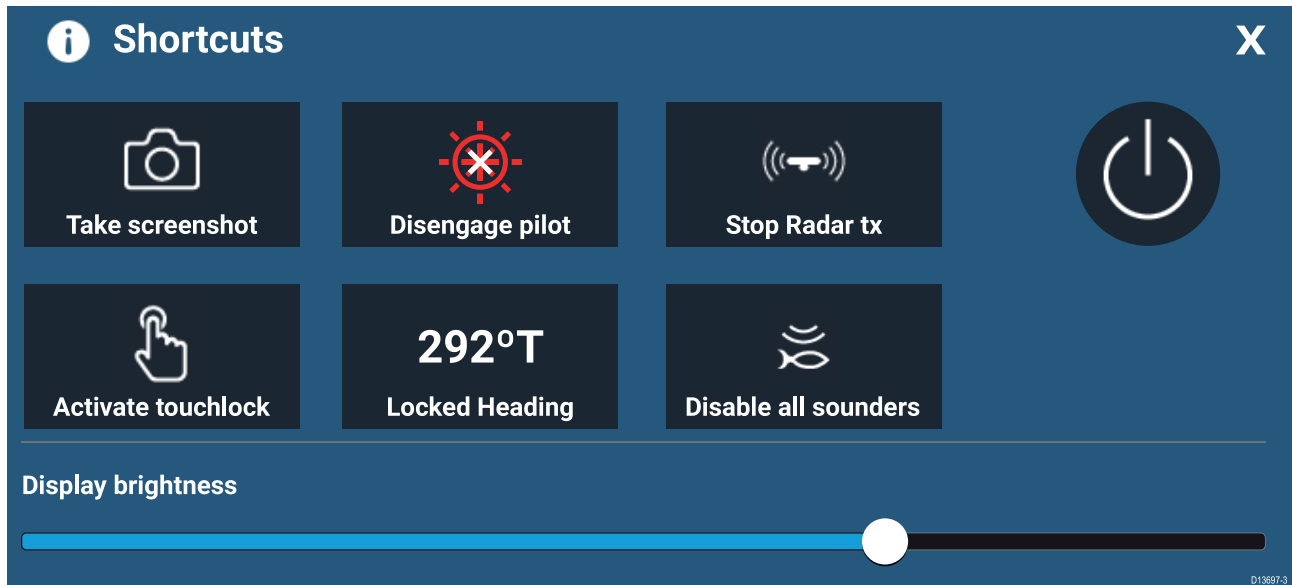 Shortcuts
X
Take screenshot
Disengage pilot
Stop Radar tx
292°T
Activate touchlock
Locked Heading
Disable all sounders
Display brightness
D13697-3